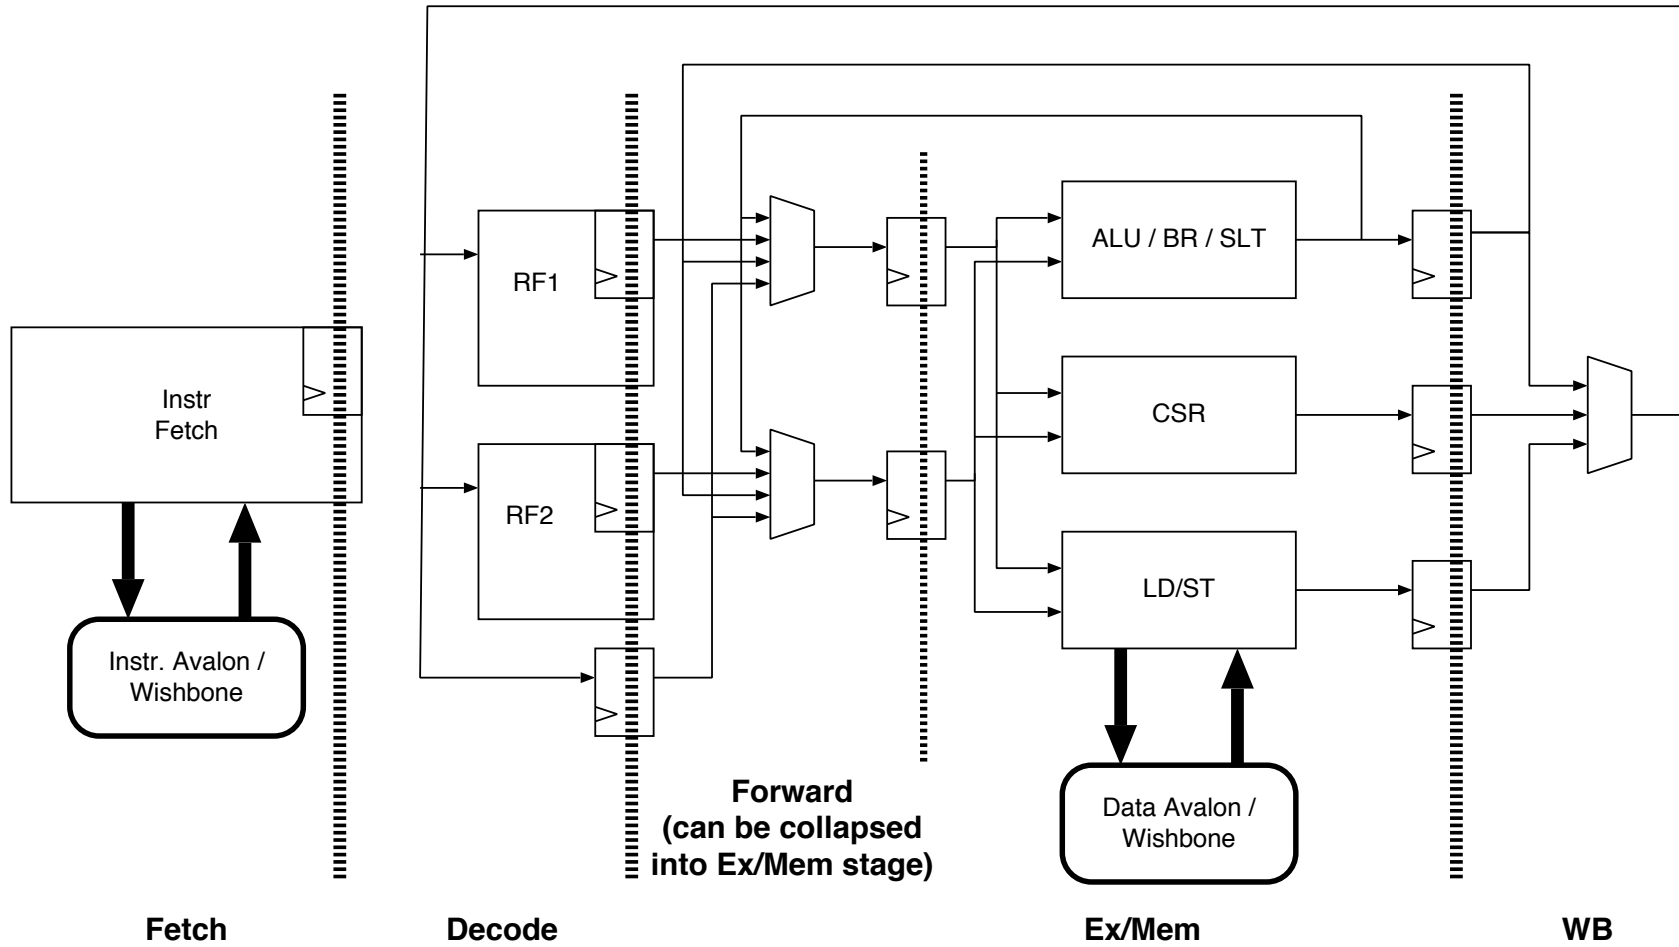 ALU / BR / SLT
RF1
Instr
Fetch
CSR
RF2
LD/ST
Instr. Avalon /
Wishbone
Forward
(can be collapsed
into Ex/Mem stage)
Data Avalon /
Wishbone
Fetch
Decode
Ex/Mem
WB